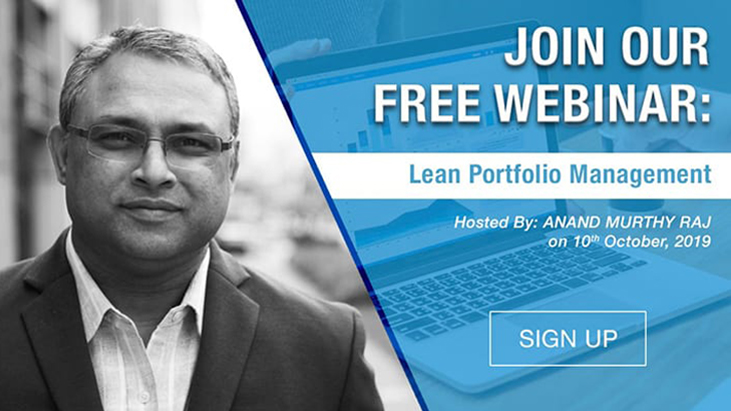 JOIN OUR
FREE WEBINAR:
Lean Portfolio Management
Hosted By: ANAND MURTHY RAJ
on 10th October, 2019
SIGN UP